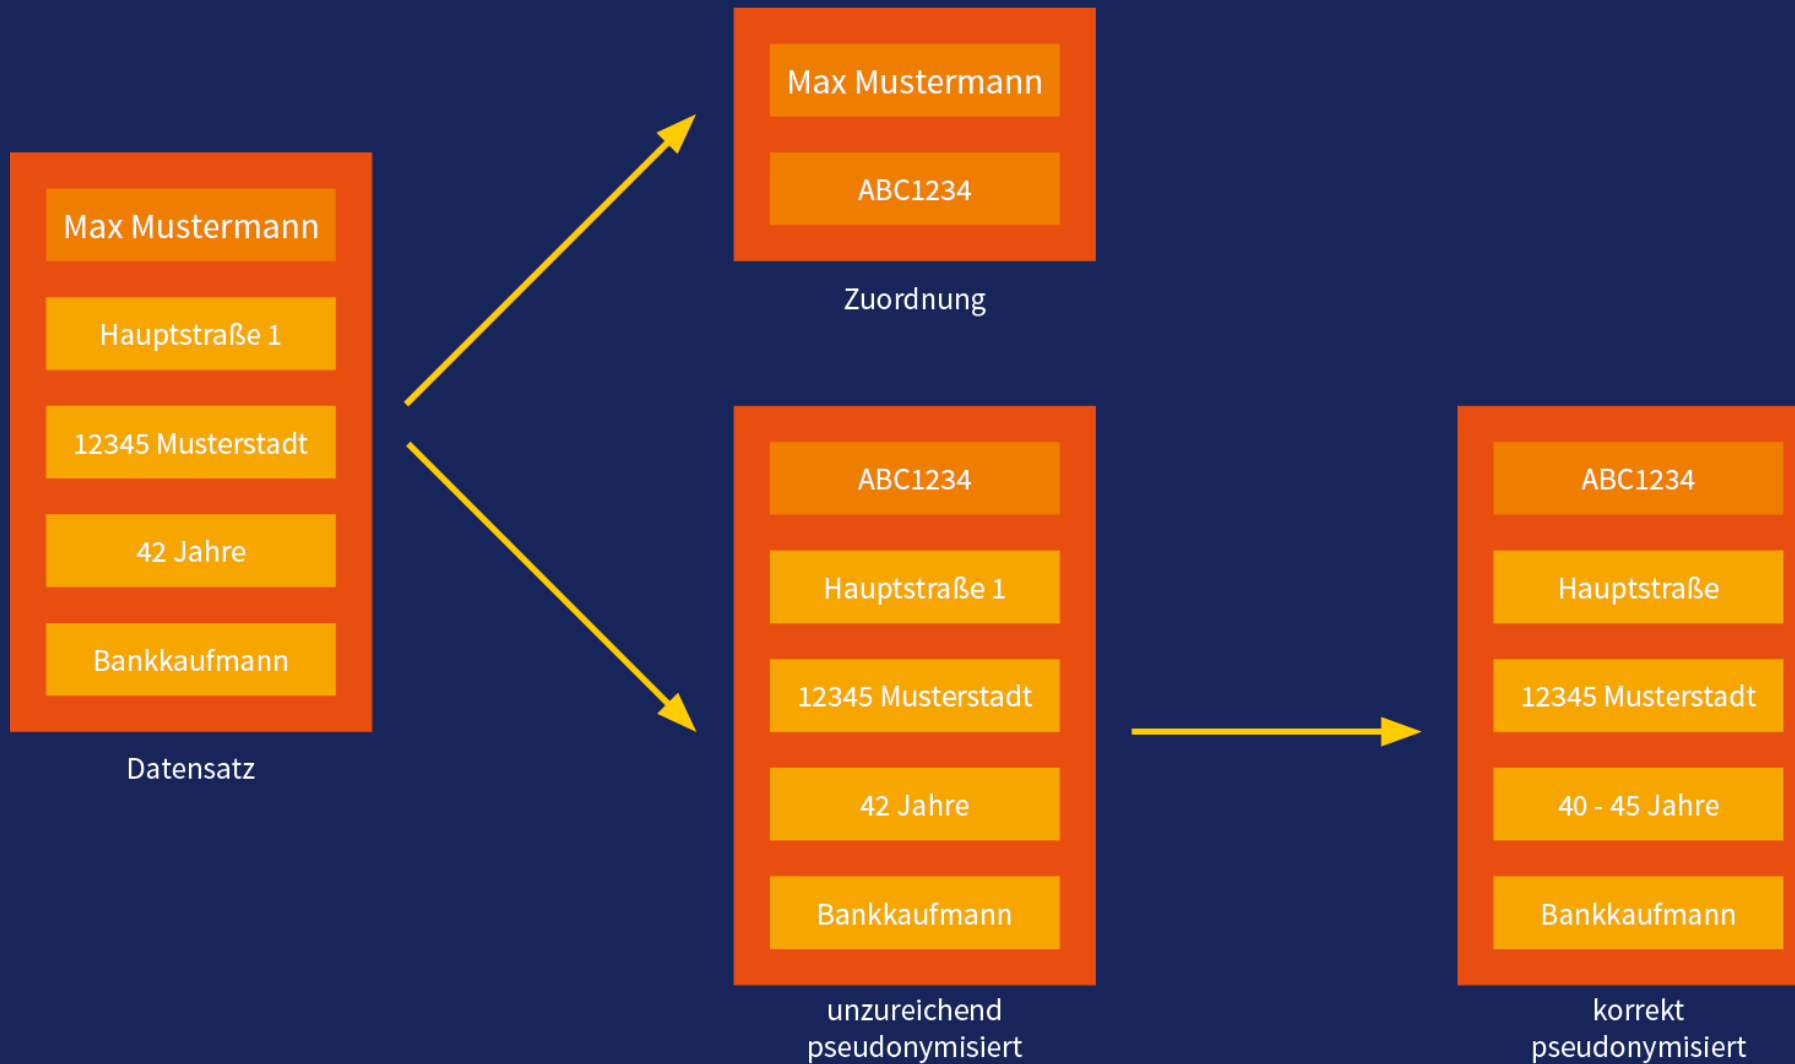 Max Mustermann
Hauptstraße 1
12345 Musterstadt
42 Jahre
Bankkaufmann
Datensatz
Max Mustermann
ABC1234
Zuordnung
ABC1234
Hauptstraße 1
12345 Musterstadt
42 Jahre
Bankkaufmann
unzureichend
pseudonymisiert
ABC1234
Hauptstraße
12345 Musterstadt
40 - 45 Jahre
Bankkaufmann
korrekt
pseudonymisiert